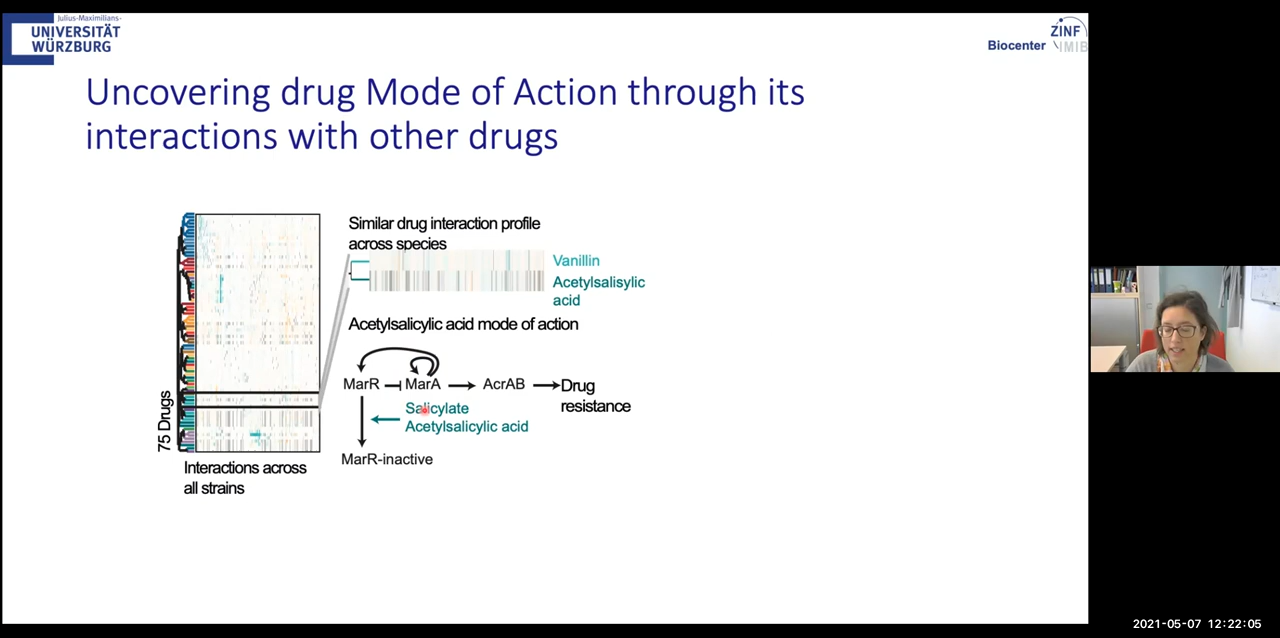 Julius-Maximilians-
UNIVERSITÄT
WÜRZBURG
ZINF
Biocenter IMIB
Uncovering drug Mode of Action through its
interactions with other drugs
Similar drug interaction profile
across species
Vanillin
Acetylsalisylic
acid
Acetylsalicylic acid mode of action
MarR MarA AcrAB Drug
resistance
Salicylate
Acetylsalicylic acid
MarR-inactive
75 Drugs
Interactions across
all strains
2021-05-07 12:22:05